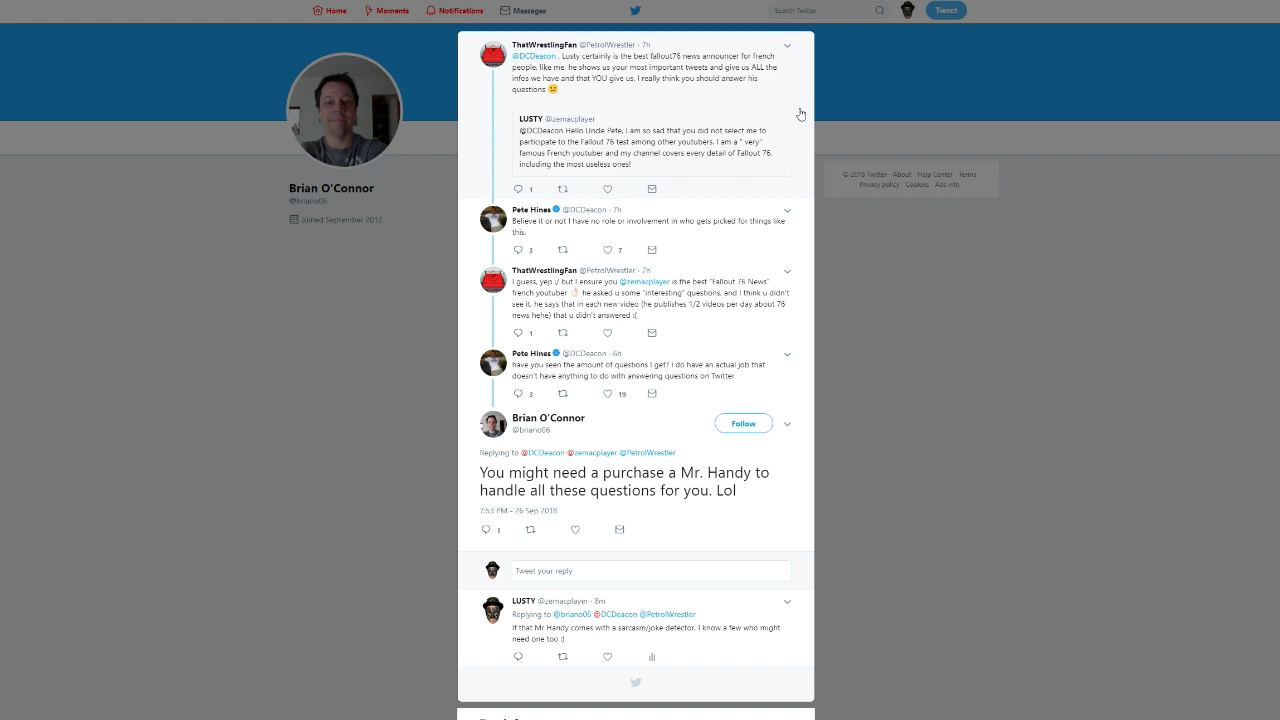 Home
Moments
Notifications
Messages
Search Twitter
Tweet
Brian O'Connor
@briano06
Joined September 2012
ThatWrestlingFan @PetrolWrestler · 7h
@DCDeacon . Lusty certainly is the best fallout76 news announcer for french
people, like me, he shows us your most important tweets and give us ALL the
infos we have and that YOU give us. I really think you should answer his
questions 🙁
LUSTY @zemacplayer
@DCDeacon Hello Uncle Pete, I am so sad that you did not select me to
participate to the Fallout 76 test among other youtubers. I am a " very"
famous French youtuber and my channel covers every detail of Fallout 76,
including the most useless ones!
1
Pete Hines @DCDeacon · 7h
Believe it or not I have no role or involvement in who gets picked for things like
this.
3 7
ThatWrestlingFan @PetrolWrestler · 7h
I guess, yep :/ but I ensure you @zemacplayer is the best "Fallout 76 News"
french youtuber 👌🏻 he asked u some "interesting" questions, and I think u didn't
see it, he says that in each new video (he publishes 1/2 videos per day about 76
news hehe) that u didn't answered :(
1
Pete Hines @DCDeacon · 6h
have you seen the amount of questions I get? I do have an actual job that
doesn't have anything to do with answering questions on Twitter
3 19
Brian O'Connor
@briano06
Follow
Replying to @DCDeacon @zemacplayer @PetrolWrestler
You might need a purchase a Mr. Handy to
handle all these questions for you. Lol
7:53 PM - 26 Sep 2018
1
Tweet your reply
LUSTY @zemacplayer · 8m
Replying to @briano06 @DCDeacon @PetrolWrestler
If that Mr Handy comes with a sarcasm/joke detector, I know a few who might
need one too :)
© 2018 Twitter About Help Center Terms
Privacy policy Cookies Ads info